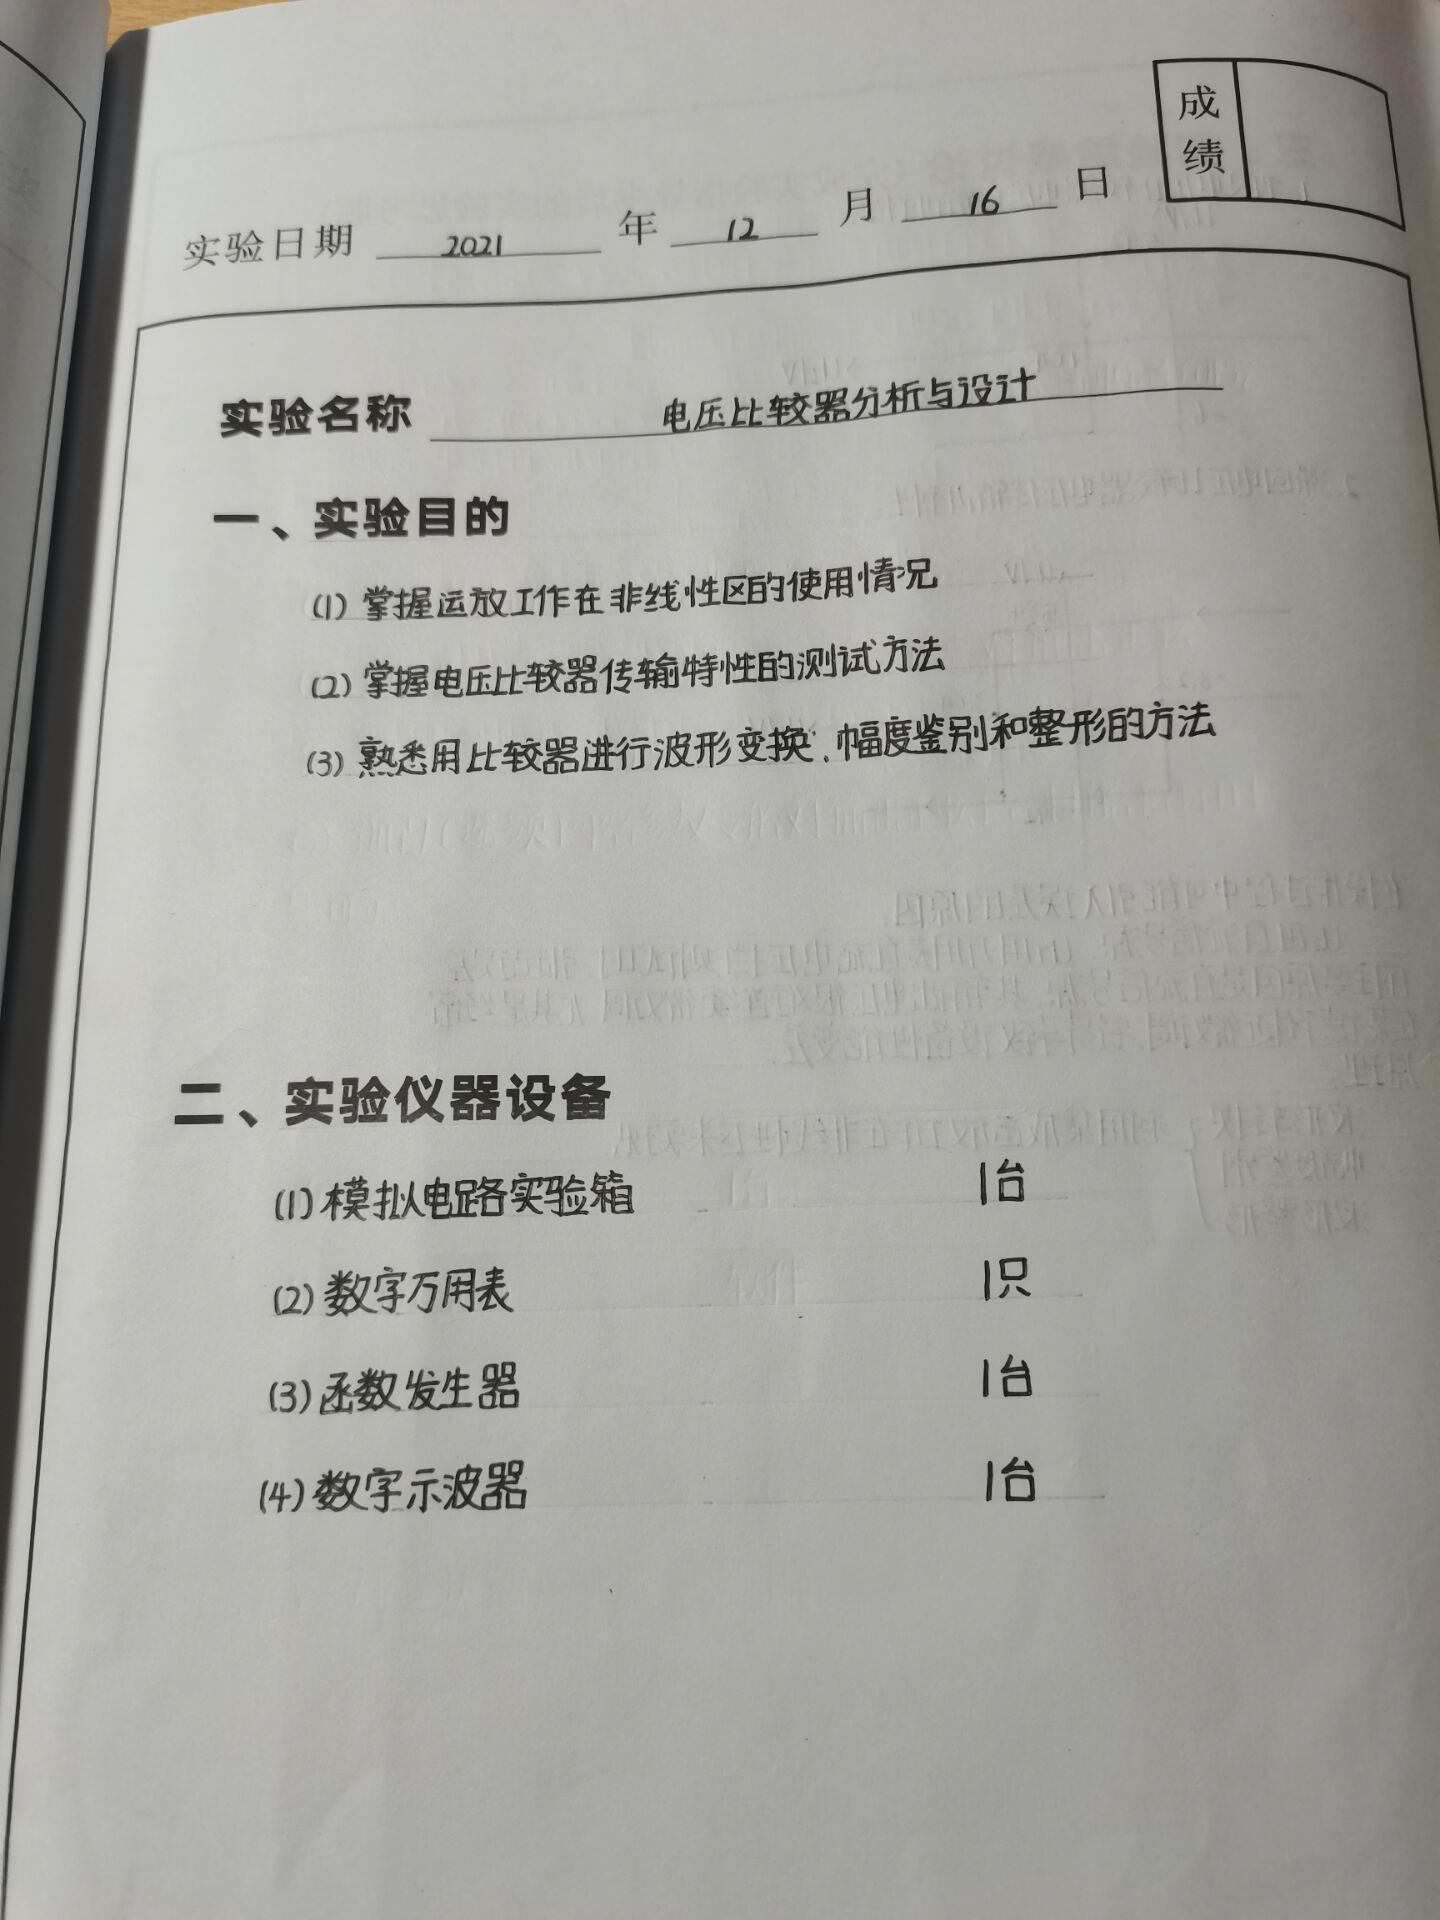 成绩
实验日期 2021 年 12 月 16 日
实验名称 电压比较器分析与设计
一、实验目的
(1) 掌握运放工作在非线性区的使用情况
(2) 掌握电压比较器传输特性的测试方法
(3) 熟悉用比较器进行波形变换、幅度鉴别和整形的方法
二、实验仪器设备
(1) 模拟电路实验箱 1台
(2) 数字万用表 1只
(3) 函数发生器 1台
(4) 数字示波器 1台